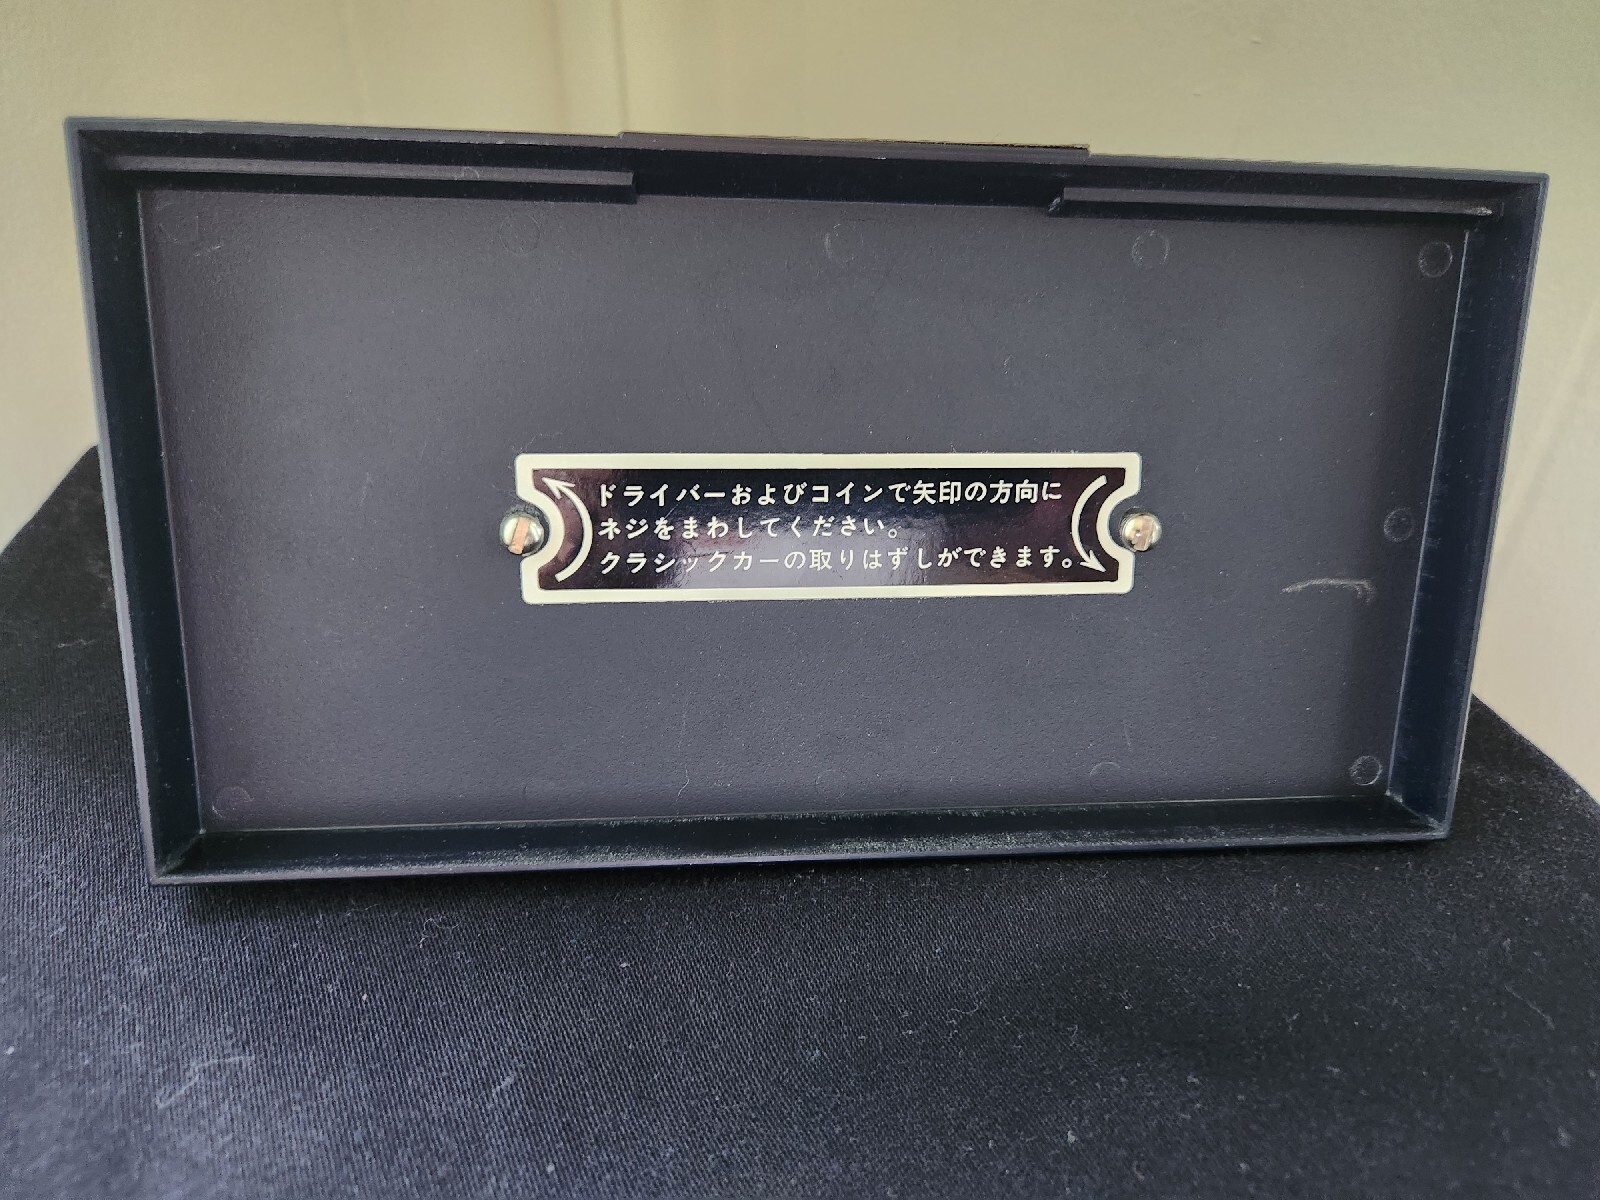 ドライバーおよびコインで矢印の方向に
ネジをまわしてください。
クラシックカーの取りはずしができます。